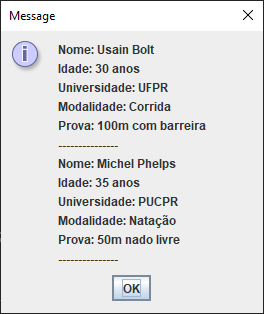 Message
Nome: Usain Bolt
Idade: 30 anos
Universidade: UFPR
Modalidade: Corrida
Prova: 100m com barreira
---------------
Nome: Michel Phelps
Idade: 35 anos
Universidade: PUCPR
Modalidade: Natação
Prova: 50m nado livre
---------------
OK